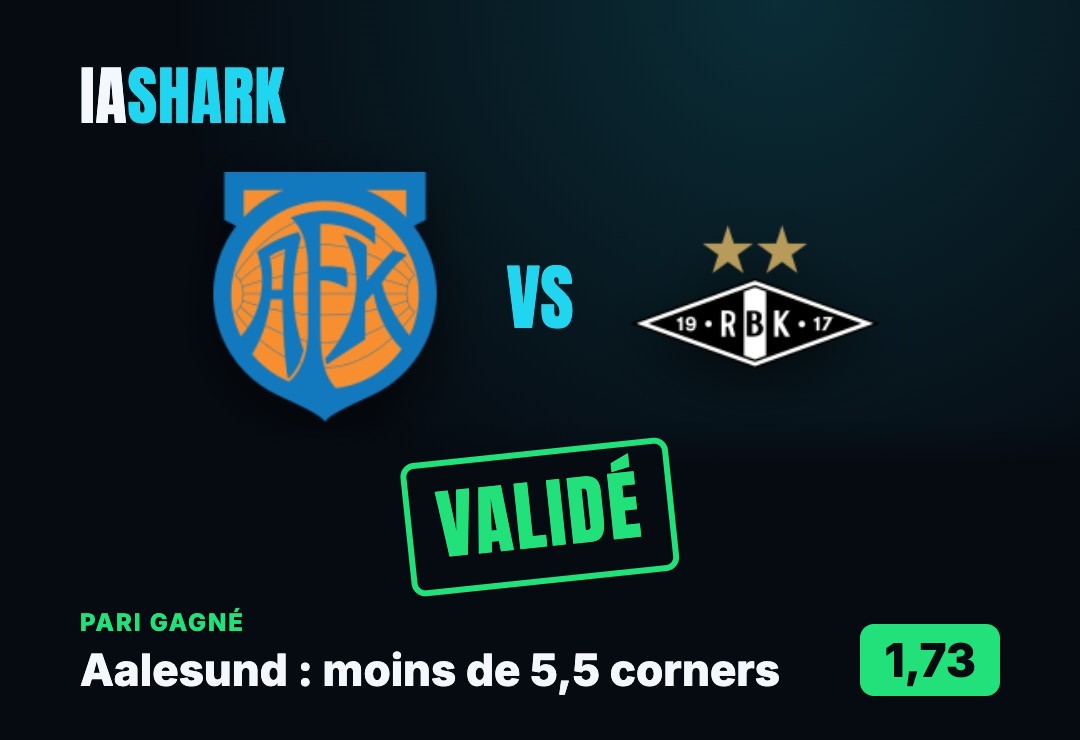 IASHARK
AFK
VS
19 • RBK • 17
VALIDÉ
PARI GAGNÉ
Aalesund : moins de 5,5 corners
1,73